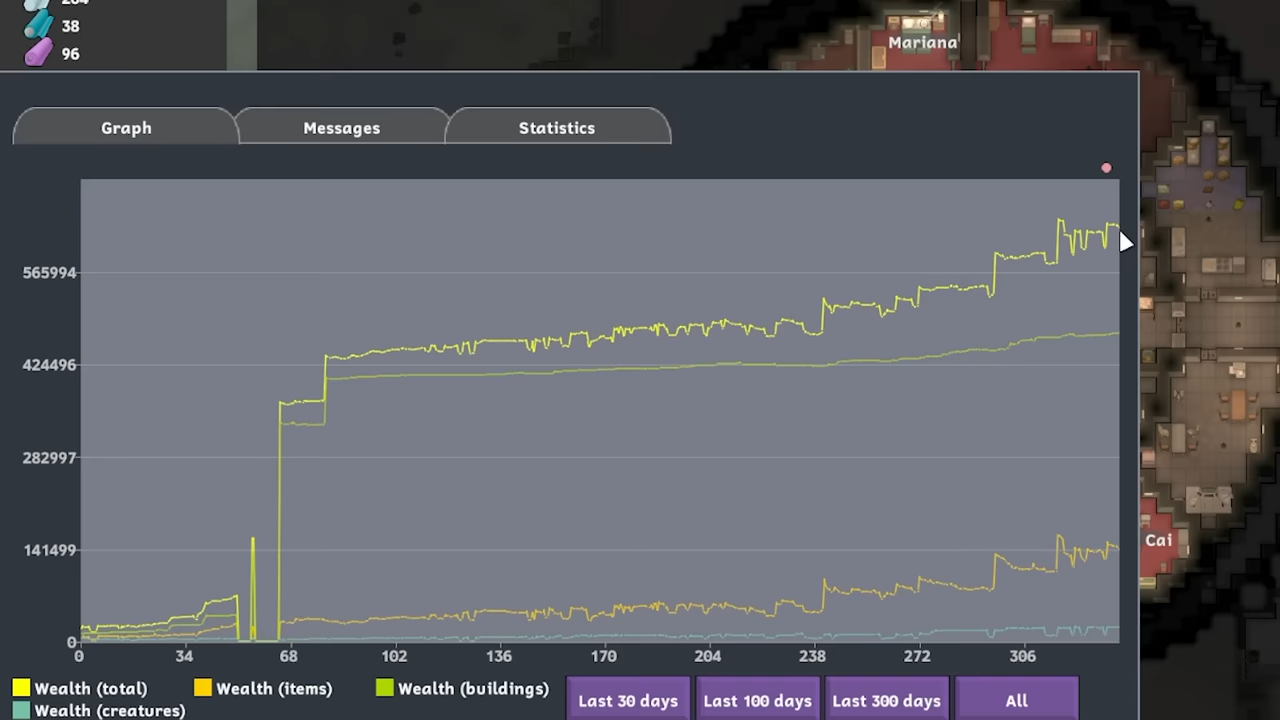 38
Mariana
96
Graph Messages Statistics
565994
424496
282997
141499
0
0 34 68 102 136 170 204 238 272 306
Cai
Wealth (total) Wealth (items) Wealth (buildings)
Wealth (creatures)
Last 30 days Last 100 days Last 300 days All